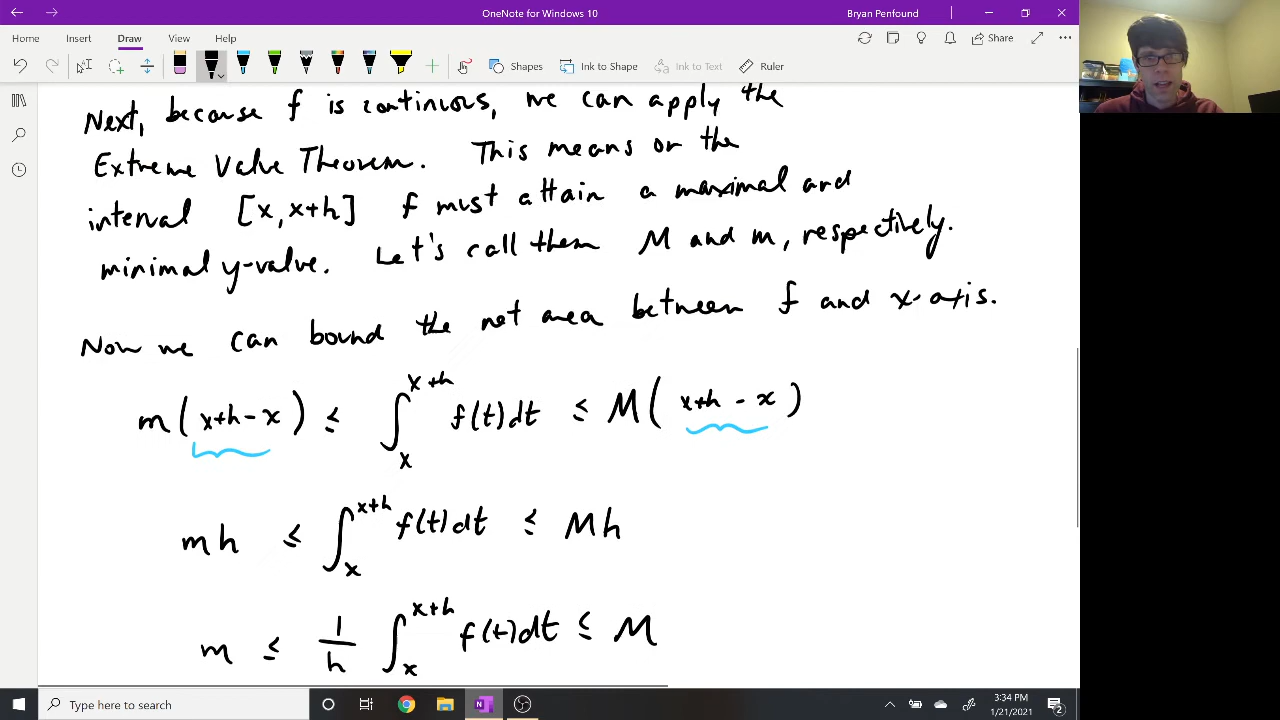 OneNote for Windows 10
Bryan Penfound
Home Insert Draw View Help
Share
Shapes
Ink to Shape
Ink to Text
Ruler
Next, because f is continuous, we can apply the
Extreme Value Theorem. This means on the
interval [x, x+h] f must attain a maximal and
minimal y-value. Let's call them M and m, respectively.
Now we can bound the net area between f and x-axis.
m(x+h-x) ≤ ∫_x^{x+h} f(t)dt ≤ M(x+h-x)
mh ≤ ∫_x^{x+h} f(t)dt ≤ Mh
m ≤ 1/h ∫_x^{x+h} f(t)dt ≤ M
Type here to search
3:34 PM
1/21/2021
2